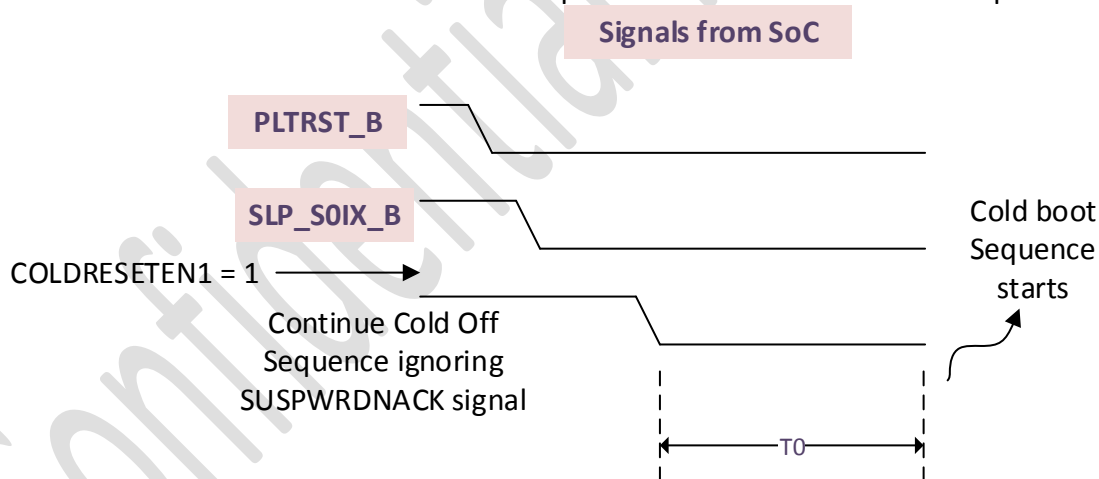 Signals from SoC
PLTRST_B
SLP_S0IX_B
COLDRESETEN1 = 1
Continue Cold Off
Sequence ignoring
SUSPWRDNACK signal
Cold boot
Sequence
starts
T0